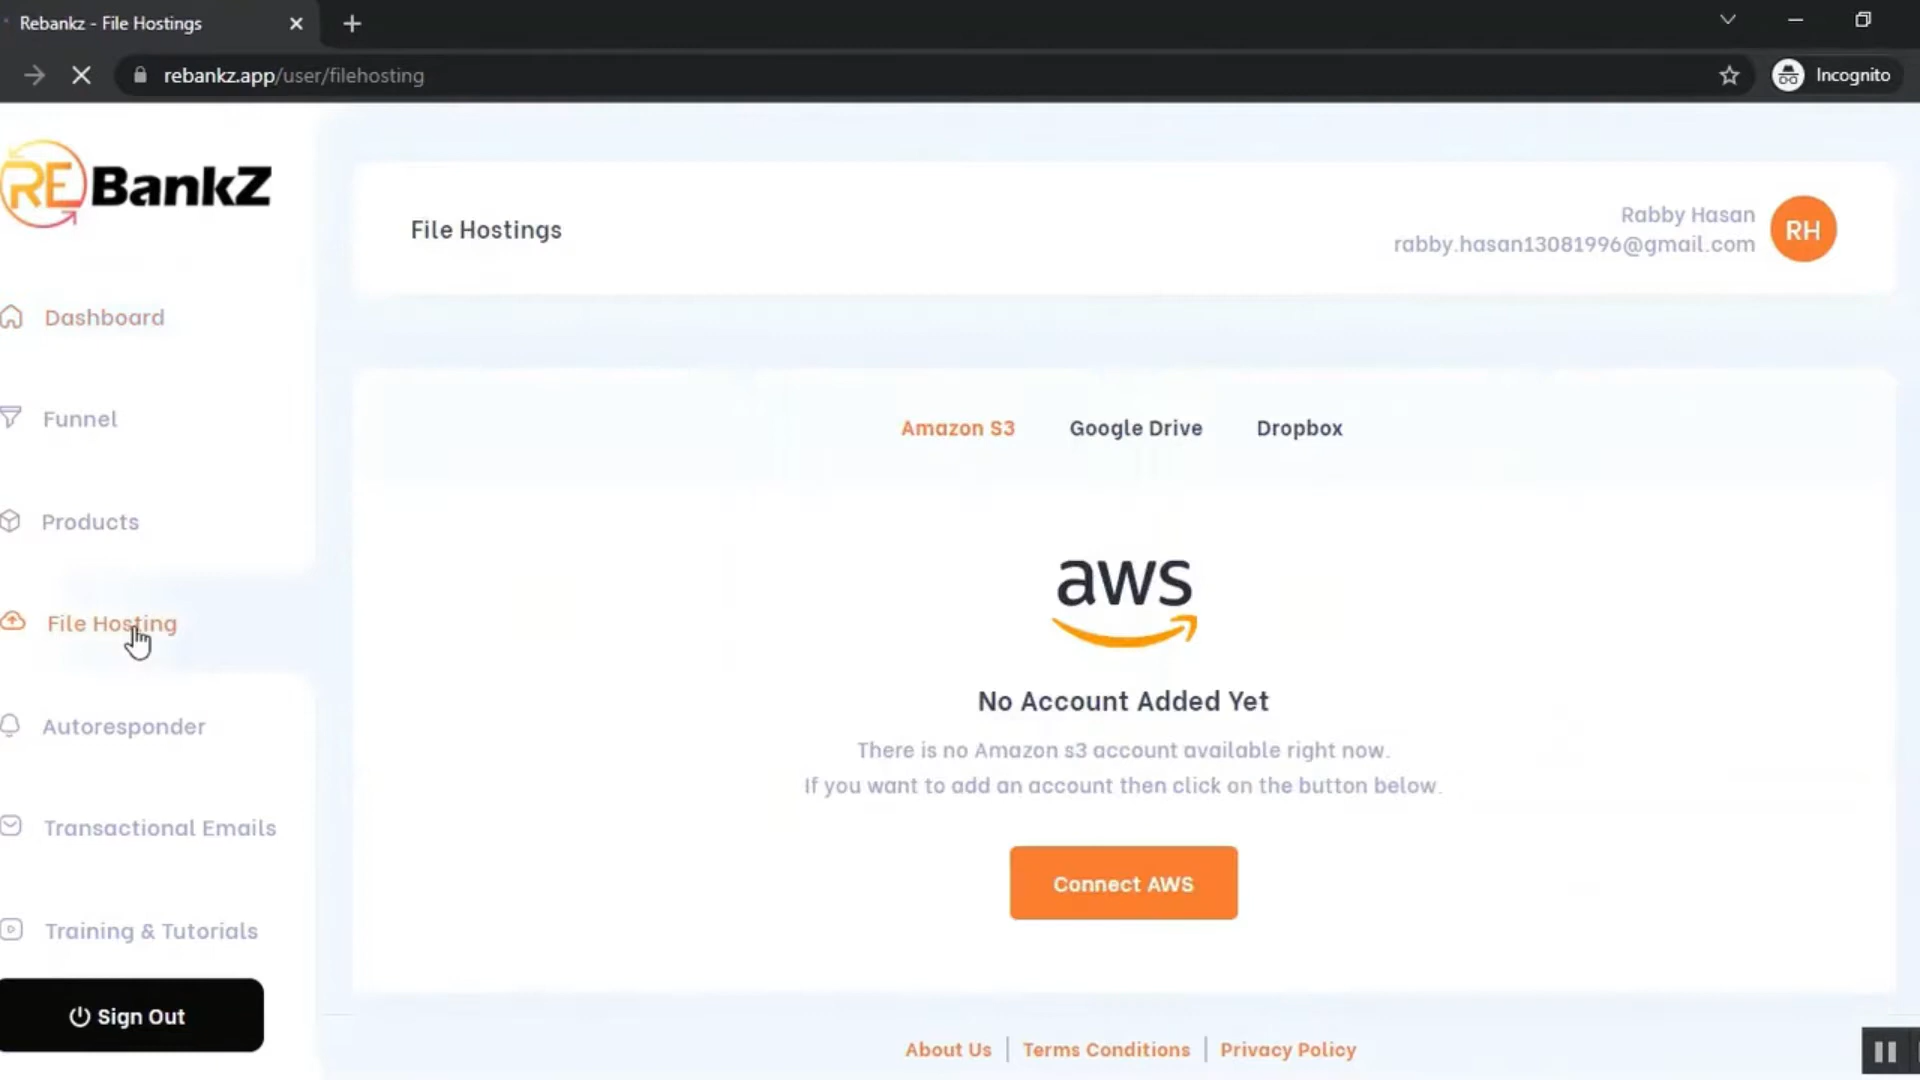 Rebankz - File Hostings
rebankz.app/user/filehosting
Incognito
RE BankZ
File Hostings
Rabby Hasan
rabby.hasan13081996@gmail.com
RH
Dashboard
Funnel
Products
File Hosting
Autoresponder
Transactional Emails
Training & Tutorials
Sign Out
Amazon S3 Google Drive Dropbox
aws
No Account Added Yet
There is no Amazon s3 account available right now.
If you want to add an account then click on the button below.
Connect AWS
About Us | Terms Conditions | Privacy Policy